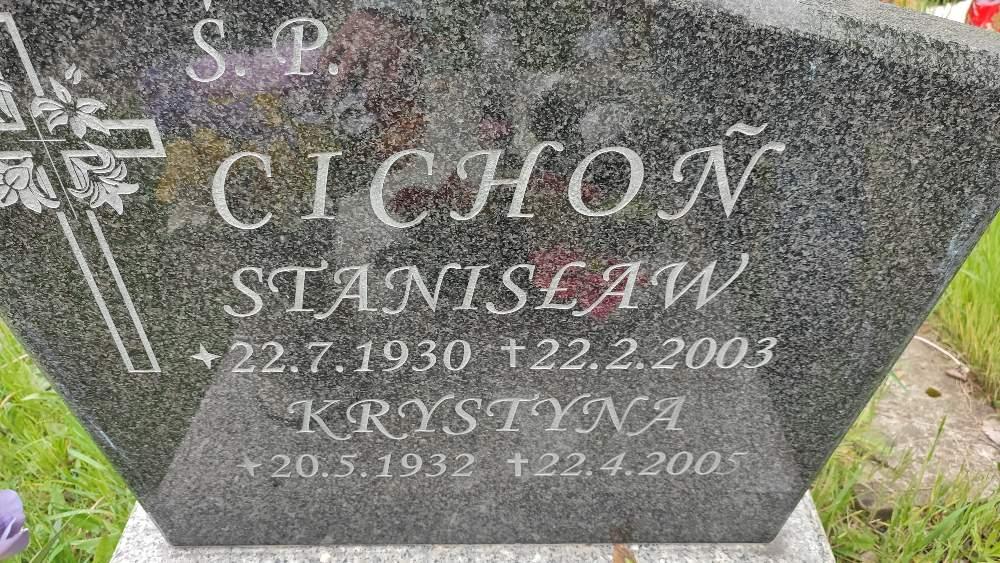 Ś. P.
CICHOÑ
STANISŁAW
22.7.1930 †22.2.2003
KRYSTYNA
20.5.1932 †22.4.2005